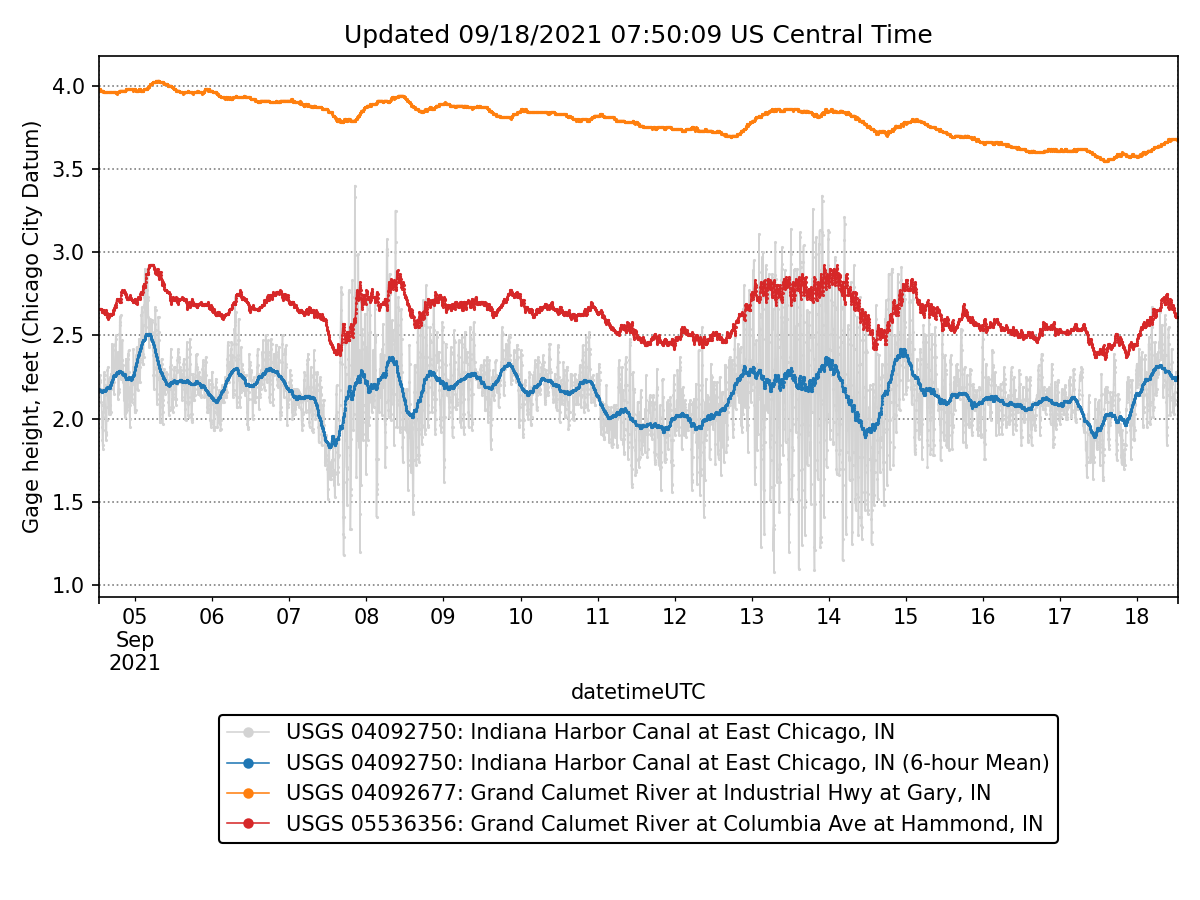 Updated 09/18/2021 07:50:09 US Central Time
Gage height, feet (Chicago City Datum)
4.0
3.5
3.0
2.5
2.0
1.5
1.0
05 06 07 08 09 10 11 12 13 14 15 16 17 18
Sep
2021
datetimeUTC
USGS 04092750: Indiana Harbor Canal at East Chicago, IN
USGS 04092750: Indiana Harbor Canal at East Chicago, IN (6-hour Mean)
USGS 04092677: Grand Calumet River at Industrial Hwy at Gary, IN
USGS 05536356: Grand Calumet River at Columbia Ave at Hammond, IN